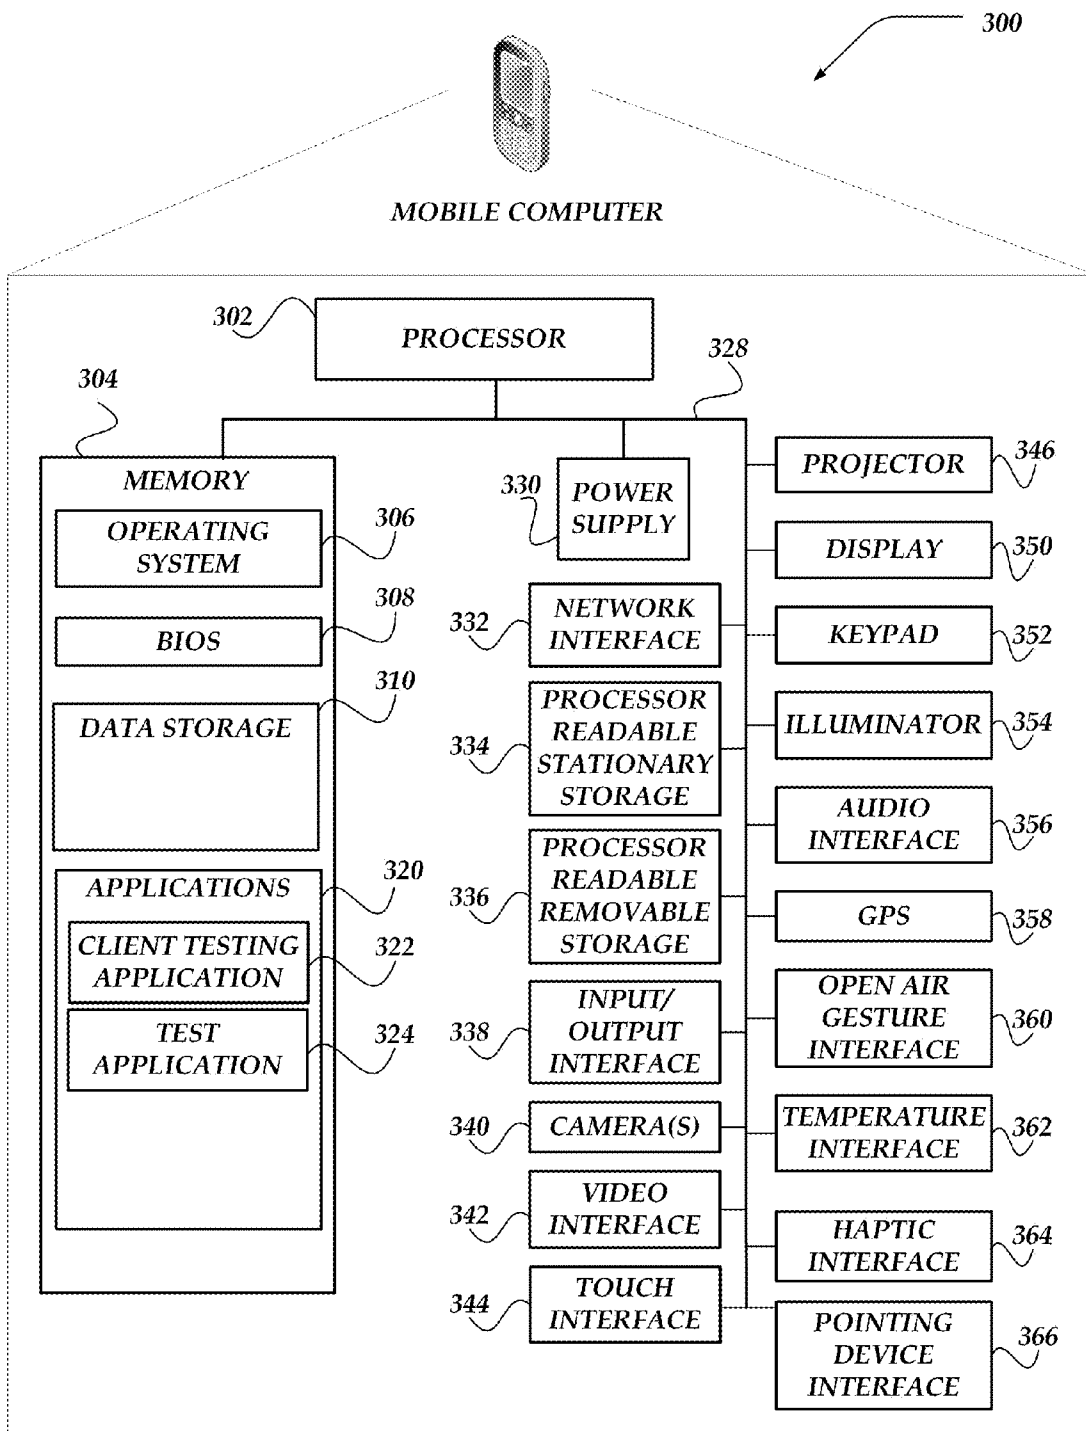 300
MOBILE COMPUTER
302
PROCESSOR
328
304
MEMORY
OPERATING
SYSTEM
306
BIOS
308
DATA STORAGE
310
APPLICATIONS
320
CLIENT TESTING
APPLICATION
322
TEST
APPLICATION
324
330
POWER
SUPPLY
332
NETWORK
INTERFACE
334
PROCESSOR
READABLE
STATIONARY
STORAGE
336
PROCESSOR
READABLE
REMOVABLE
STORAGE
338
INPUT/
OUTPUT
INTERFACE
340
CAMERA(S)
342
VIDEO
INTERFACE
344
TOUCH
INTERFACE
PROJECTOR
346
DISPLAY
350
KEYPAD
352
ILLUMINATOR
354
AUDIO
INTERFACE
356
GPS
358
OPEN AIR
GESTURE
INTERFACE
360
TEMPERATURE
INTERFACE
362
HAPTIC
INTERFACE
364
POINTING
DEVICE
INTERFACE
366